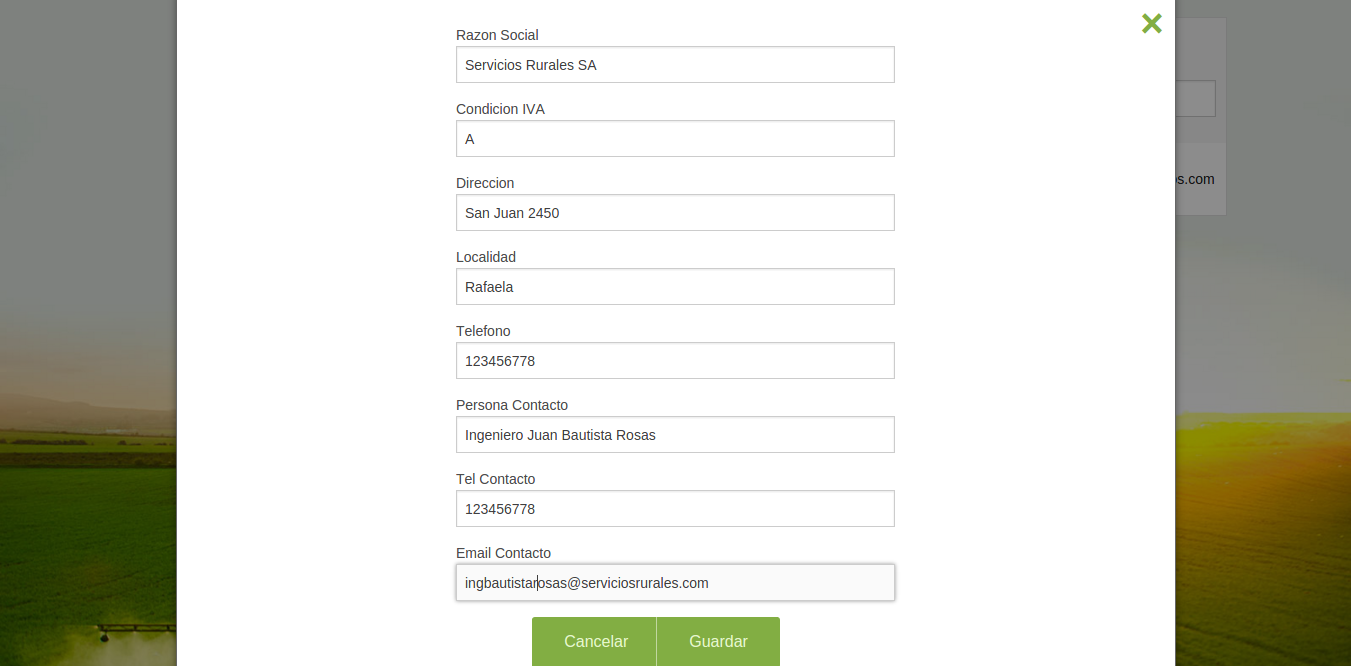 Razon Social
Servicios Rurales SA
Condicion IVA
A
Direccion
San Juan 2450
Localidad
Rafaela
Telefono
123456778
Persona Contacto
Ingeniero Juan Bautista Rosas
Tel Contacto
123456778
Email Contacto
ingbautistarosas@serviciosrurales.com
Cancelar Guardar
s.com